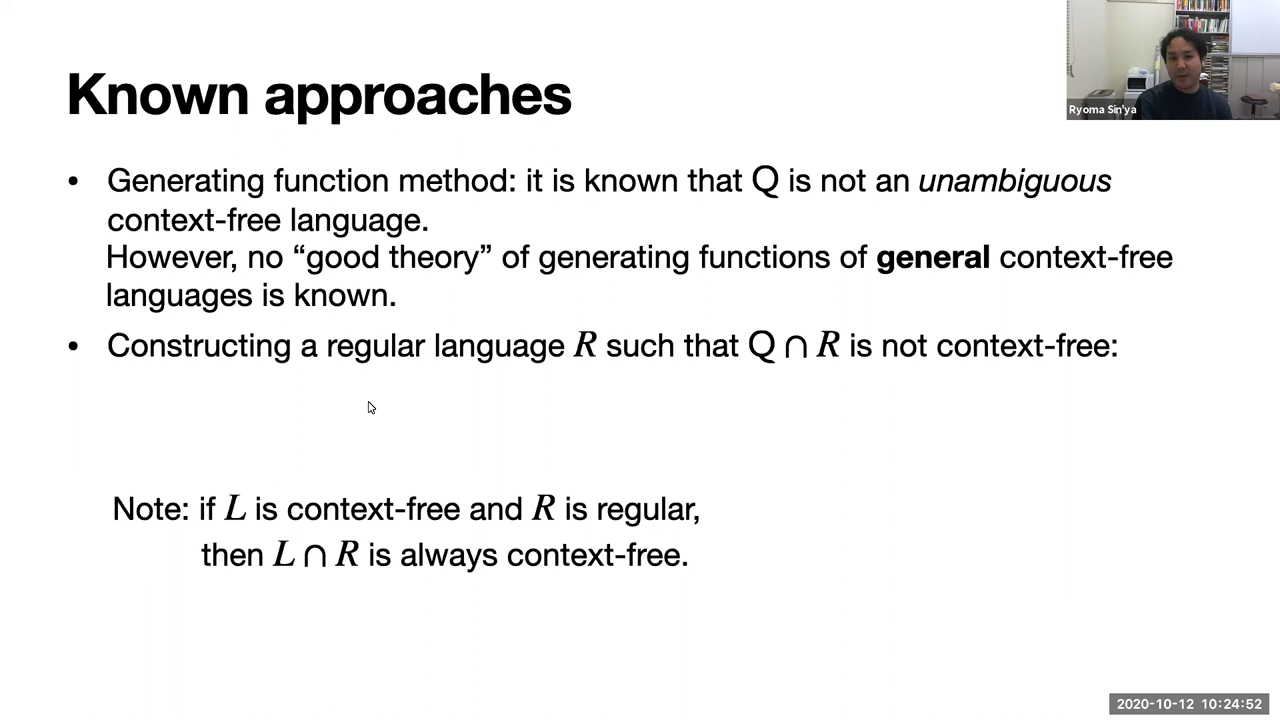 Known approaches
Ryoma Sin'ya
• Generating function method: it is known that Q is not an unambiguous
context-free language.
However, no “good theory” of generating functions of general context-free
languages is known.
• Constructing a regular language R such that Q ∩ R is not context-free:
Note: if L is context-free and R is regular,
then L ∩ R is always context-free.
2020-10-12 10:24:52